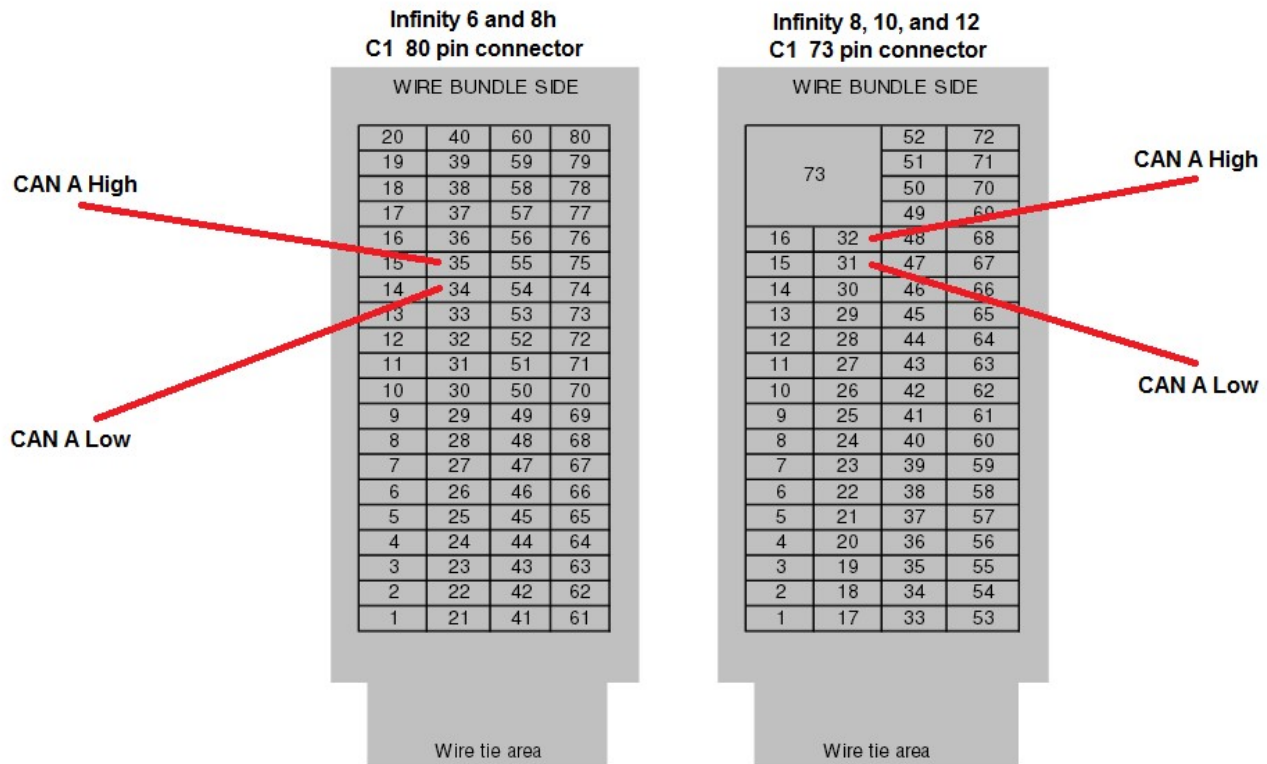 Infinity 6 and 8h
C1 80 pin connector
WIRE BUNDLE SIDE
20 40 60 80
19 39 59 79
18 38 58 78
17 37 57 77
16 36 56 76
15 35 55 75
14 34 54 74
13 33 53 73
12 32 52 72
11 31 51 71
10 30 50 70
9 29 49 69
8 28 48 68
7 27 47 67
6 26 46 66
5 25 45 65
4 24 44 64
3 23 43 63
2 22 42 62
1 21 41 61
Wire tie area
CAN A High
CAN A Low
Infinity 8, 10, and 12
C1 73 pin connector
WIRE BUNDLE SIDE
52 72
51 71
73
50 70
49 69
16 32 48 68
15 31 47 67
14 30 46 66
13 29 45 65
12 28 44 64
11 27 43 63
10 26 42 62
9 25 41 61
8 24 40 60
7 23 39 59
6 22 38 58
5 21 37 57
4 20 36 56
3 19 35 55
2 18 34 54
1 17 33 53
Wire tie area
CAN A High
CAN A Low